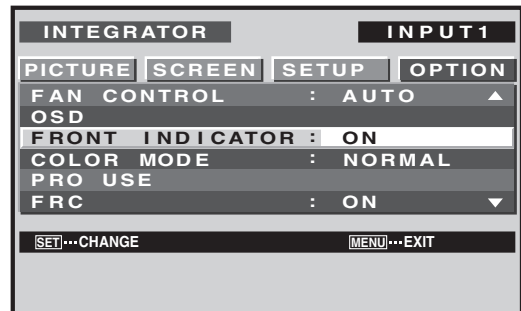 INTEGRATOR INPUT1
PICTURE SCREEN SETUP OPTION
FAN CONTROL : AUTO ▲
OSD
FRONT INDICATOR : ON
COLOR MODE : NORMAL
PRO USE
FRC : ON ▼
SET···CHANGE MENU···EXIT